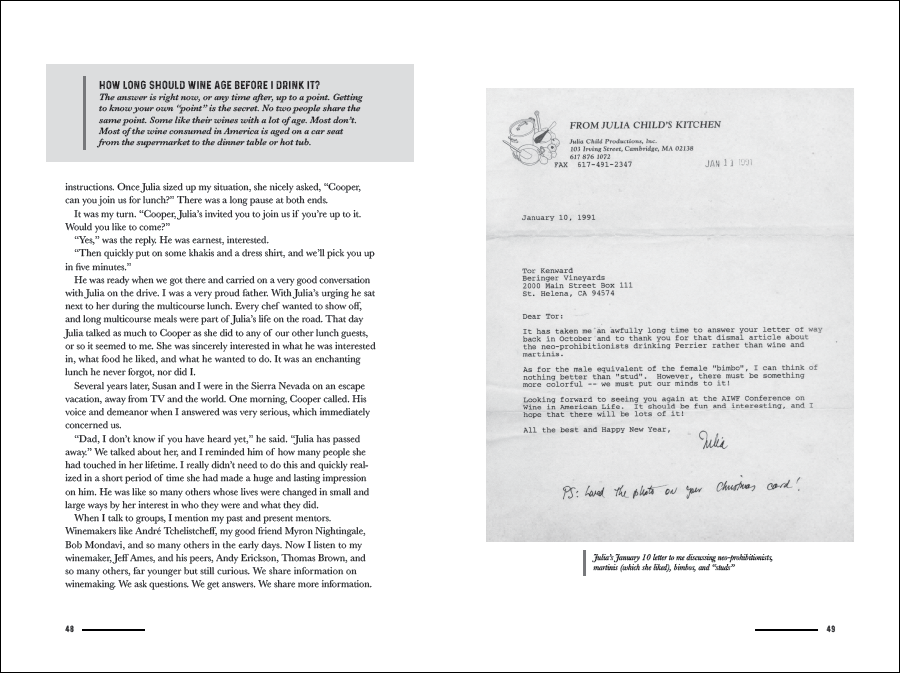 HOW LONG SHOULD WINE AGE BEFORE I DRINK IT?
The answer is right now, or any time after, up to a point. Getting
to know your own “point” is the secret. No two people share the
same point. Some like their wines with a lot of age. Most don’t.
Most of the wine consumed in America is aged on a car seat
from the supermarket to the dinner table or hot tub.
instructions. Once Julia sized up my situation, she nicely asked, “Cooper,
can you join us for lunch?” There was a long pause at both ends.
It was my turn. “Cooper, Julia’s invited you to join us if you’re up to it.
Would you like to come?”
“Yes,” was the reply. He was earnest, interested.
“Then quickly put on some khakis and a dress shirt, and we’ll pick you up
in five minutes.”
He was ready when we got there and carried on a very good conversation
with Julia on the drive. I was a very proud father. With Julia’s urging he sat
next to her during the multicourse lunch. Every chef wanted to show off,
and long multicourse meals were part of Julia’s life on the road. That day
Julia talked as much to Cooper as she did to any of our other lunch guests,
or so it seemed to me. She was sincerely interested in what he was interested
in, what food he liked, and what he wanted to do. It was an enchanting
lunch he never forgot, nor did I.
Several years later, Susan and I were in the Sierra Nevada on an escape
vacation, away from TV and the world. One morning, Cooper called. His
voice and demeanor when I answered was very serious, which immediately
concerned us.
“Dad, I don’t know if you have heard yet,” he said. “Julia has passed
away.” We talked about her, and I reminded him of how many people she
had touched in her lifetime. I really didn’t need to do this and quickly real-
ized in a short period of time she had made a huge and lasting impression
on him. He was like so many others whose lives were changed in small and
large ways by her interest in who they were and what they did.
When I talk to groups, I mention my past and present mentors.
Winemakers like André Tchelistcheff, my good friend Myron Nightingale,
Bob Mondavi, and so many others in the early days. Now I listen to my
winemaker, Jeff Ames, and his peers, Andy Erickson, Thomas Brown, and
so many others, far younger but still curious. We share information on
winemaking. We ask questions. We get answers. We share more information.
48
FROM JULIA CHILD’S KITCHEN
Julia Child Productions, Inc.
103 Irving Street, Cambridge, MA 02138
617 876 1072
FAX 617-491-2347
JAN 11 1991
January 10, 1991
Tor Kenward
Beringer Vineyards
2000 Main Street Box 111
St. Helena, CA 94574
Dear Tor:
It has taken me an awfully long time to answer your letter of way
back in October and to thank you for that dismal article about
the neo-prohibitionists drinking Perrier rather than wine and
martinis.
As for the male equivalent of the female "bimbo", I can think of
nothing better than "stud". However, there must be something
more colorful -- we must put our minds to it!
Looking forward to seeing you again at the AIWF Conference on
Wine in American Life. It should be fun and interesting, and I
hope that there will be lots of it!
All the best and Happy New Year,
Julia
PS: Loved the photo on your Christmas card!
Julia’s January 10 letter to me discussing neo-prohibitionists,
martinis (which she liked), bimbos, and “studs”
49